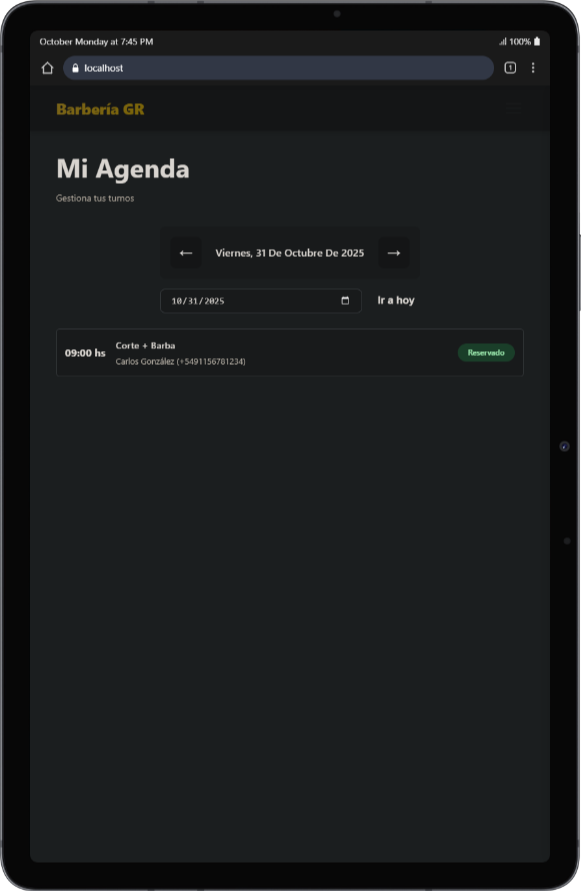 October Monday at 7:45 PM
100%
localhost
1
Barbería GR
Mi Agenda
Gestiona tus turnos
← Viernes, 31 De Octubre De 2025 →
10/31/2025
Ir a hoy
09:00 hs
Corte + Barba
Carlos González (+5491156781234)
Reservado